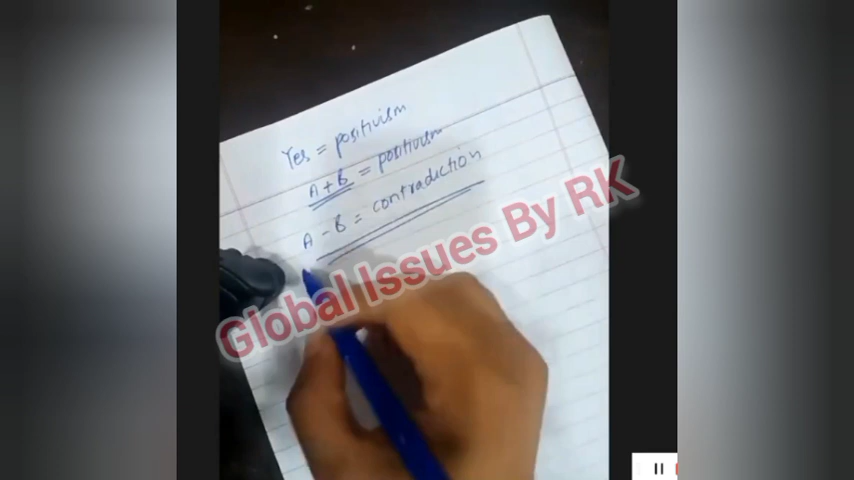 Yes = positivism
A + B = positivism
A - B = contradiction
Global Issues By RK